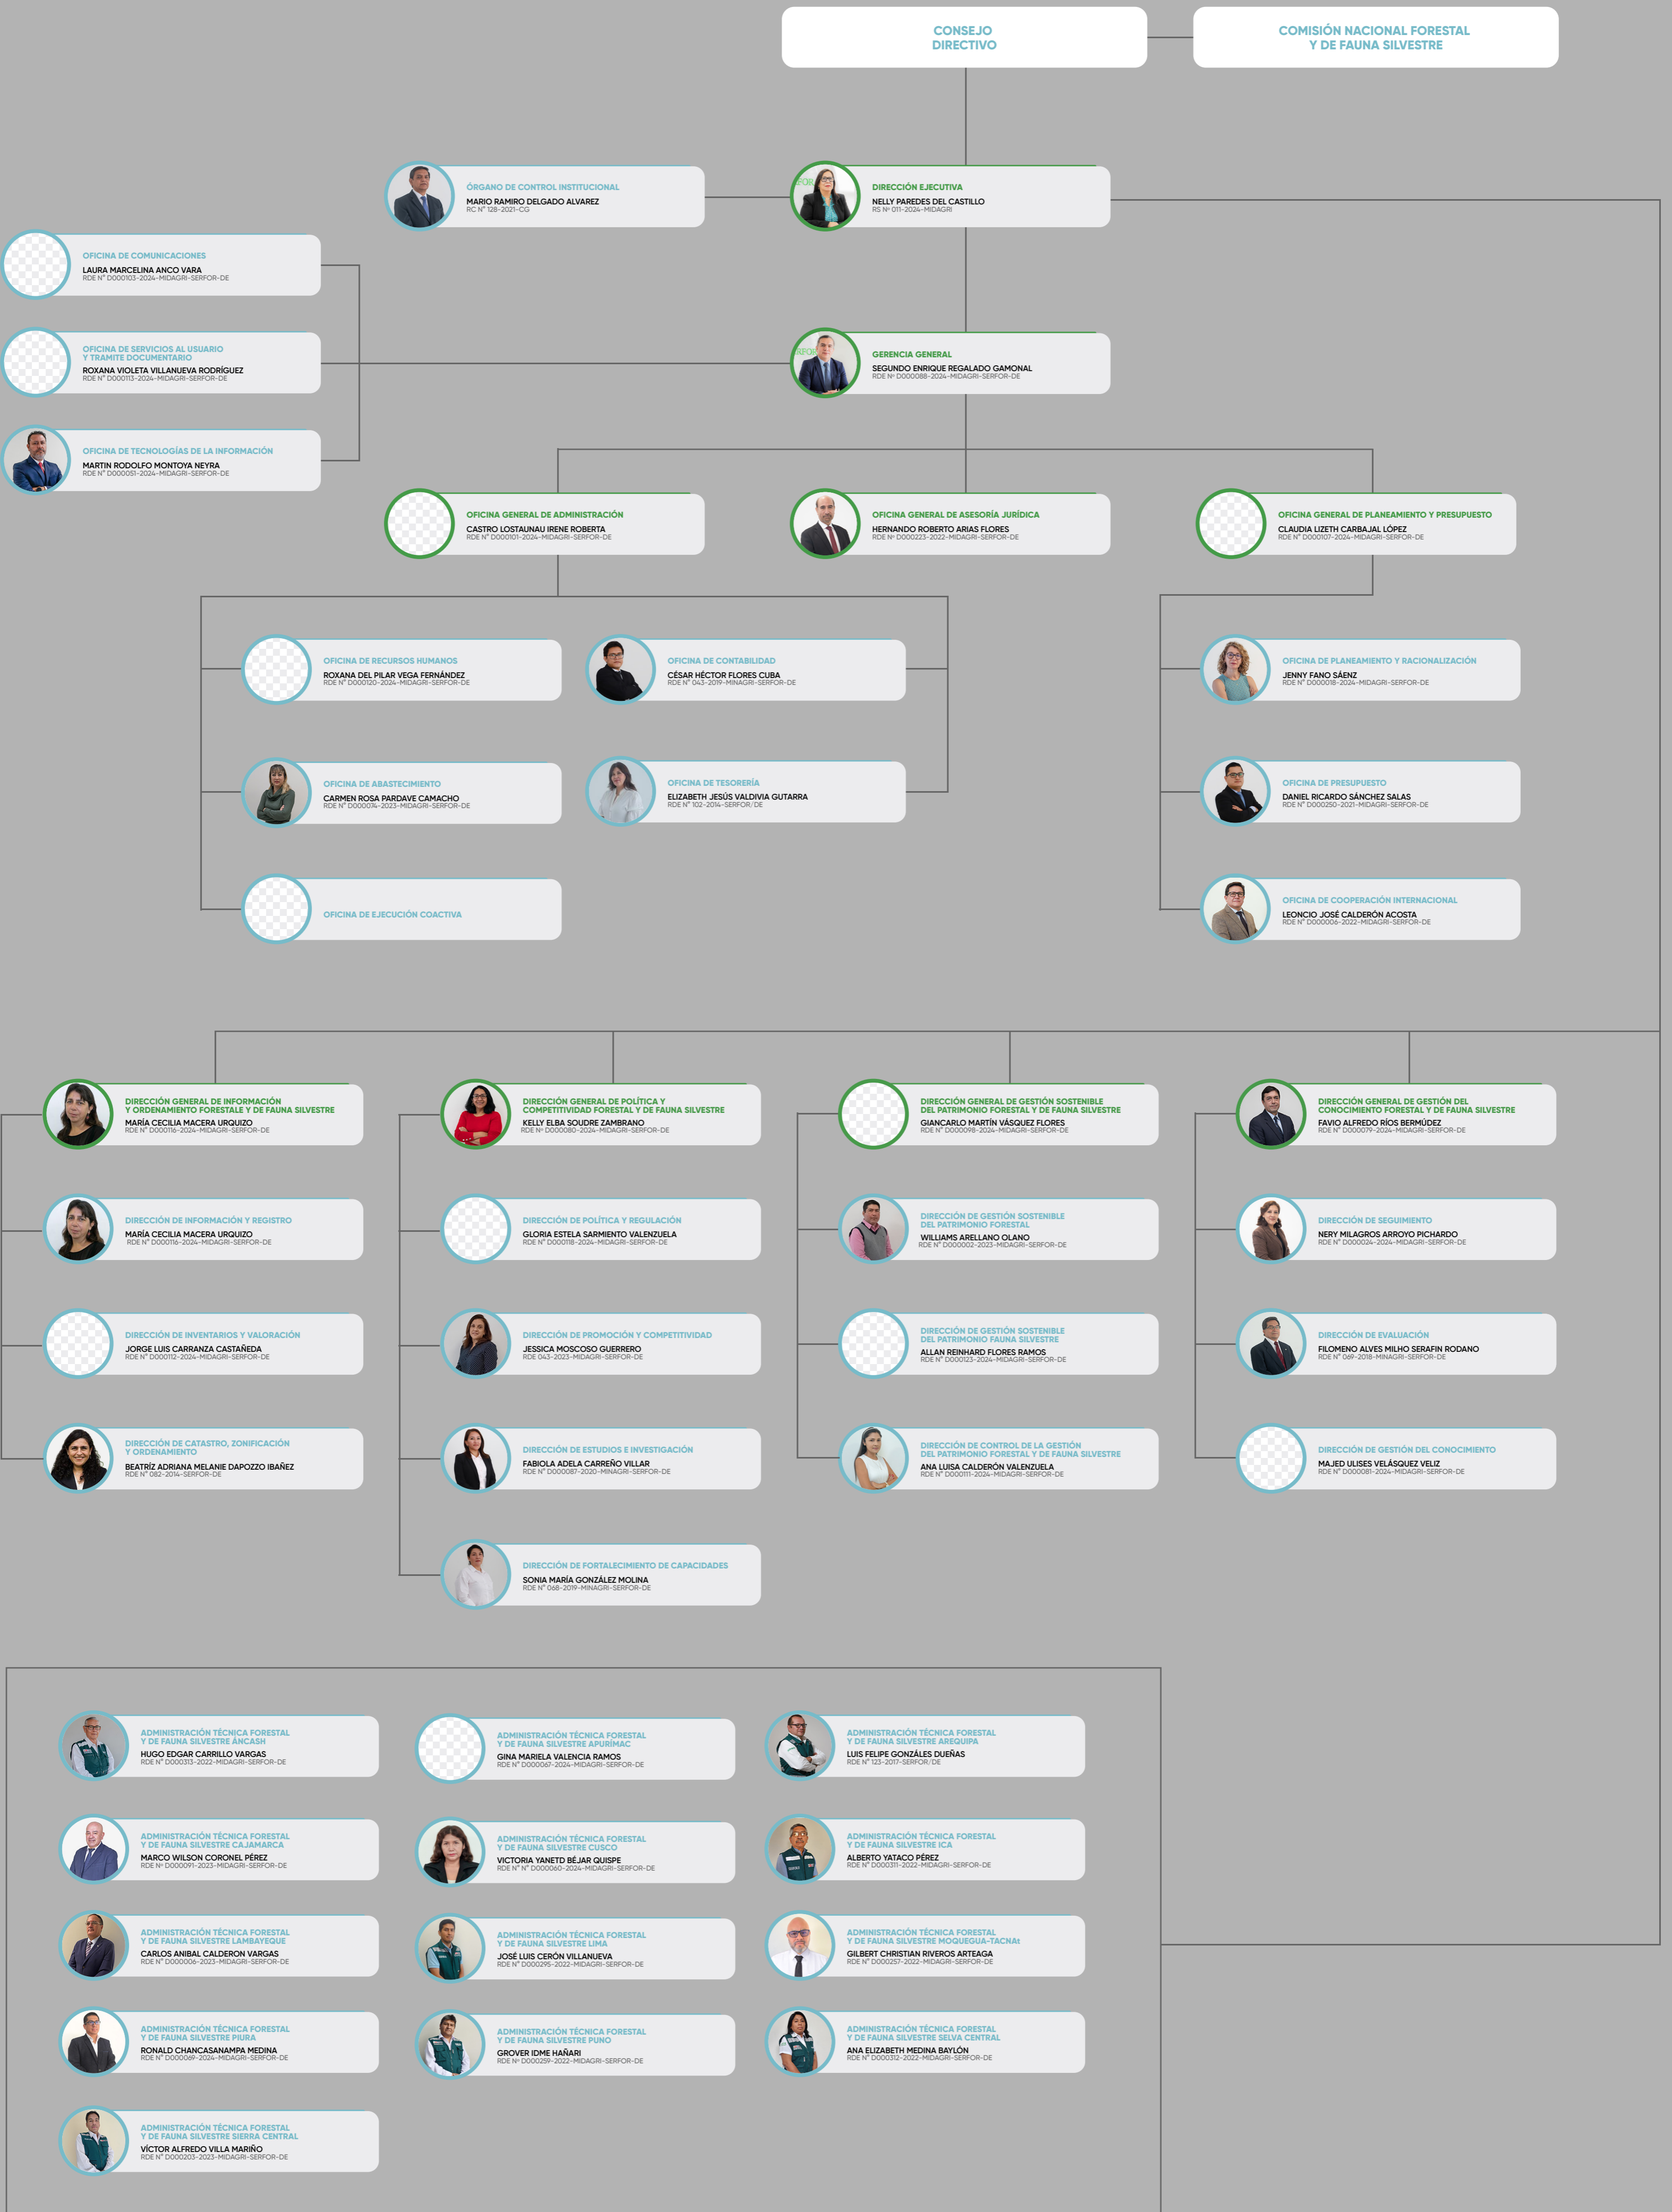 CONSEJO
DIRECTIVO
COMISIÓN NACIONAL FORESTAL
Y DE FAUNA SILVESTRE
ÓRGANO DE CONTROL INSTITUCIONAL
MARIO RAMIRO DELGADO ALVAREZ
RC N° 128-2021-CG
DIRECCIÓN EJECUTIVA
NELLY PAREDES DEL CASTILLO
RS Nº 011-2024-MIDAGRI
OFICINA DE COMUNICACIONES
LAURA MARCELINA ANCO VARA
RDE N° D000103-2024-MIDAGRI-SERFOR-DE
OFICINA DE SERVICIOS AL USUARIO
Y TRAMITE DOCUMENTARIO
ROXANA VIOLETA VILLANUEVA RODRÍGUEZ
RDE N° D000113-2024-MIDAGRI-SERFOR-DE
GERENCIA GENERAL
SEGUNDO ENRIQUE REGALADO GAMONAL
RDE Nº D000088-2024-MIDAGRI-SERFOR-DE
OFICINA DE TECNOLOGÍAS DE LA INFORMACIÓN
MARTIN RODOLFO MONTOYA NEYRA
RDE N° D000051-2024-MIDAGRI-SERFOR-DE
OFICINA GENERAL DE ADMINISTRACIÓN
CASTRO LOSTAUNAU IRENE ROBERTA
RDE N° D000101-2024-MIDAGRI-SERFOR-DE
OFICINA GENERAL DE ASESORÍA JURÍDICA
HERNANDO ROBERTO ARIAS FLORES
RDE Nº D000223-2022-MIDAGRI-SERFOR-DE
OFICINA GENERAL DE PLANEAMIENTO Y PRESUPUESTO
CLAUDIA LIZETH CARBAJAL LÓPEZ
RDE N° D000107-2024-MIDAGRI-SERFOR-DE
OFICINA DE RECURSOS HUMANOS
ROXANA DEL PILAR VEGA FERNÁNDEZ
RDE N° D000120-2024-MIDAGRI-SERFOR-DE
OFICINA DE CONTABILIDAD
CÉSAR HÉCTOR FLORES CUBA
RDE N° 043-2019-MINAGRI-SERFOR-DE
OFICINA DE PLANEAMIENTO Y RACIONALIZACIÓN
JENNY FANO SÁENZ
RDE N° D000018-2024-MIDAGRI-SERFOR-DE
OFICINA DE ABASTECIMIENTO
CARMEN ROSA PARDAVE CAMACHO
RDE N° D000074-2023-MIDAGRI-SERFOR-DE
OFICINA DE TESORERÍA
ELIZABETH JESÚS VALDIVIA GUTARRA
RDE N° 102-2014-SERFOR/DE
OFICINA DE PRESUPUESTO
DANIEL RICARDO SÁNCHEZ SALAS
RDE N° D000250-2021-MIDAGRI-SERFOR-DE
OFICINA DE EJECUCIÓN COACTIVA
OFICINA DE COOPERACIÓN INTERNACIONAL
LEONCIO JOSÉ CALDERÓN ACOSTA
RDE N° D000006-2022-MIDAGRI-SERFOR-DE
DIRECCIÓN GENERAL DE INFORMACIÓN
Y ORDENAMIENTO FORESTALE Y DE FAUNA SILVESTRE
MARÍA CECILIA MACERA URQUIZO
RDE N° D000116-2024-MIDAGRI-SERFOR-DE
DIRECCIÓN GENERAL DE POLÍTICA Y
COMPETITIVIDAD FORESTAL Y DE FAUNA SILVESTRE
KELLY ELBA SOUDRE ZAMBRANO
RDE Nº D000080-2024-MIDAGRI-SERFOR-DE
DIRECCIÓN GENERAL DE GESTIÓN SOSTENIBLE
DEL PATRIMONIO FORESTAL Y DE FAUNA SILVESTRE
GIANCARLO MARTÍN VÁSQUEZ FLORES
RDE N° D000098-2024-MIDAGRI-SERFOR-DE
DIRECCIÓN GENERAL DE GESTIÓN DEL
CONOCIMIENTO FORESTAL Y DE FAUNA SILVESTRE
FAVIO ALFREDO RÍOS BERMÚDEZ
RDE N° D000079-2024-MIDAGRI-SERFOR-DE
DIRECCIÓN DE INFORMACIÓN Y REGISTRO
MARÍA CECILIA MACERA URQUIZO
RDE N° D000116-2024-MIDAGRI-SERFOR-DE
DIRECCIÓN DE POLÍTICA Y REGULACIÓN
GLORIA ESTELA SARMIENTO VALENZUELA
RDE N° D000118-2024-MIDAGRI-SERFOR-DE
DIRECCIÓN DE GESTIÓN SOSTENIBLE
DEL PATRIMONIO FORESTAL
WILLIAMS ARELLANO OLANO
RDE N° D000002-2023-MIDAGRI-SERFOR-DE
DIRECCIÓN DE SEGUIMIENTO
NERY MILAGROS ARROYO PICHARDO
RDE N° D000024-2024-MIDAGRI-SERFOR-DE
DIRECCIÓN DE INVENTARIOS Y VALORACIÓN
JORGE LUIS CARRANZA CASTAÑEDA
RDE N° D000112-2024-MIDAGRI-SERFOR-DE
DIRECCIÓN DE PROMOCIÓN Y COMPETITIVIDAD
JESSICA MOSCOSO GUERRERO
RDE 043-2023-MIDAGRI-SERFOR-DE
DIRECCIÓN DE GESTIÓN SOSTENIBLE
DEL PATRIMONIO FAUNA SILVESTRE
ALLAN REINHARD FLORES RAMOS
RDE N° D000123-2024-MIDAGRI-SERFOR-DE
DIRECCIÓN DE EVALUACIÓN
FILOMENO ALVES MILHO SERAFIN RODANO
RDE N° 069-2018-MINAGRI-SERFOR-DE
DIRECCIÓN DE CATASTRO, ZONIFICACIÓN
Y ORDENAMIENTO
BEATRÍZ ADRIANA MELANIE DAPOZZO IBAÑEZ
RDE N° 082-2014-SERFOR-DE
DIRECCIÓN DE ESTUDIOS E INVESTIGACIÓN
FABIOLA ADELA CARREÑO VILLAR
RDE N° D000087-2020-MINAGRI-SERFOR-DE
DIRECCIÓN DE CONTROL DE LA GESTIÓN
DEL PATRIMONIO FORESTAL Y DE FAUNA SILVESTRE
ANA LUISA CALDERÓN VALENZUELA
RDE N° D000111-2024-MIDAGRI-SERFOR-DE
DIRECCIÓN DE GESTIÓN DEL CONOCIMIENTO
MAJED ULISES VELÁSQUEZ VELIZ
RDE N° D000081-2024-MIDAGRI-SERFOR-DE
DIRECCIÓN DE FORTALECIMIENTO DE CAPACIDADES
SONIA MARÍA GONZÁLEZ MOLINA
RDE N° 068-2019-MINAGRI-SERFOR-DE
ADMINISTRACIÓN TÉCNICA FORESTAL
Y DE FAUNA SILVESTRE ÁNCASH
HUGO EDGAR CARRILLO VARGAS
RDE N° D000313-2022-MIDAGRI-SERFOR-DE
ADMINISTRACIÓN TÉCNICA FORESTAL
Y DE FAUNA SILVESTRE APURÍMAC
GINA MARIELA VALENCIA RAMOS
RDE N° D000067-2024-MIDAGRI-SERFOR-DE
ADMINISTRACIÓN TÉCNICA FORESTAL
Y DE FAUNA SILVESTRE AREQUIPA
LUIS FELIPE GONZÁLES DUEÑAS
RDE N° 123-2017-SERFOR/DE
ADMINISTRACIÓN TÉCNICA FORESTAL
Y DE FAUNA SILVESTRE CAJAMARCA
MARCO WILSON CORONEL PÉREZ
RDE Nº D000091-2023-MIDAGRI-SERFOR-DE
ADMINISTRACIÓN TÉCNICA FORESTAL
Y DE FAUNA SILVESTRE CUSCO
VICTORIA YANETD BÉJAR QUISPE
RDE N° N° D000060-2024-MIDAGRI-SERFOR-DE
ADMINISTRACIÓN TÉCNICA FORESTAL
Y DE FAUNA SILVESTRE ICA
ALBERTO YATACO PÉREZ
RDE N° D000311-2022-MIDAGRI-SERFOR-DE
ADMINISTRACIÓN TÉCNICA FORESTAL
Y DE FAUNA SILVESTRE LAMBAYEQUE
CARLOS ANIBAL CALDERON VARGAS
RDE N° D000006-2023-MIDAGRI-SERFOR-DE
ADMINISTRACIÓN TÉCNICA FORESTAL
Y DE FAUNA SILVESTRE LIMA
JOSÉ LUIS CERÓN VILLANUEVA
RDE N° D000295-2022-MIDAGRI-SERFOR-DE
ADMINISTRACIÓN TÉCNICA FORESTAL
Y DE FAUNA SILVESTRE MOQUEGUA-TACNAt
GILBERT CHRISTIAN RIVEROS ARTEAGA
RDE N° D000257-2022-MIDAGRI-SERFOR-DE
ADMINISTRACIÓN TÉCNICA FORESTAL
Y DE FAUNA SILVESTRE PIURA
RONALD CHANCASANAMPA MEDINA
RDE N° D000069-2024-MIDAGRI-SERFOR-DE
ADMINISTRACIÓN TÉCNICA FORESTAL
Y DE FAUNA SILVESTRE PUNO
GROVER IDME HAÑARI
RDE Nº D000259-2022-MIDAGRI-SERFOR-DE
ADMINISTRACIÓN TÉCNICA FORESTAL
Y DE FAUNA SILVESTRE SELVA CENTRAL
ANA ELIZABETH MEDINA BAYLÓN
RDE N° D000312-2022-MIDAGRI-SERFOR-DE
ADMINISTRACIÓN TÉCNICA FORESTAL
Y DE FAUNA SILVESTRE SIERRA CENTRAL
VÍCTOR ALFREDO VILLA MARIÑO
RDE N° D000203-2023-MIDAGRI-SERFOR-DE